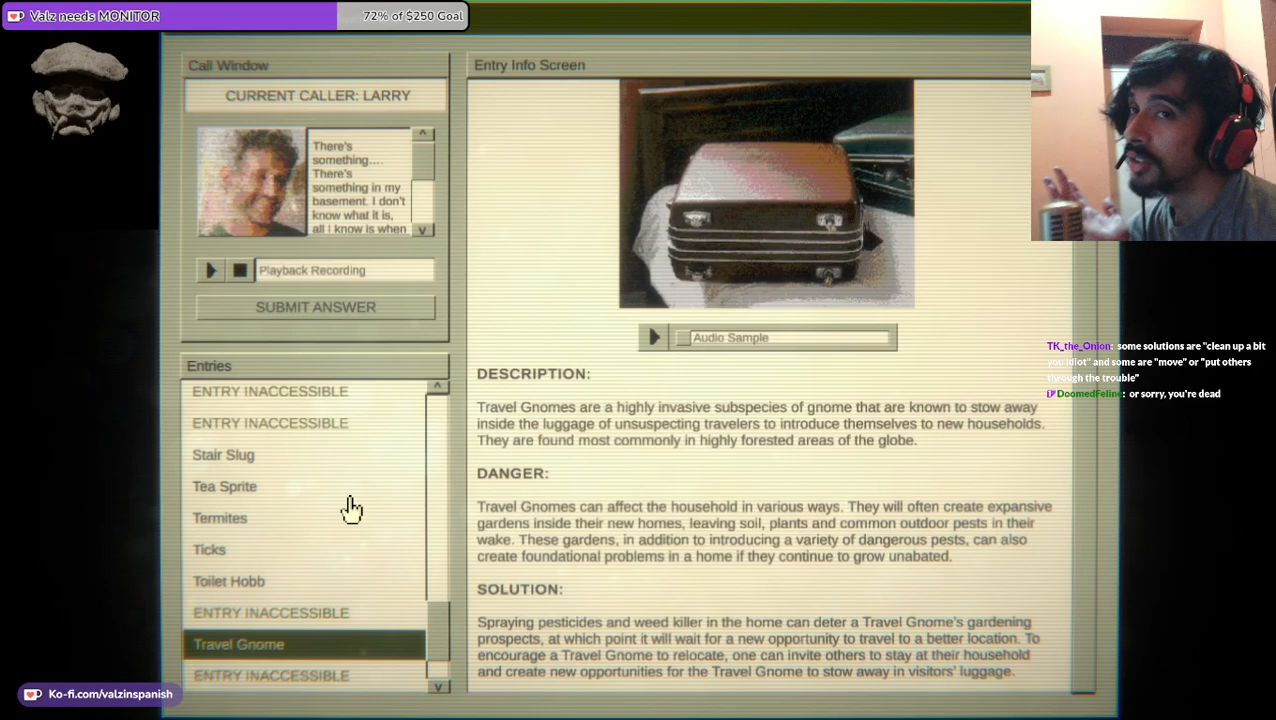 Valz needs MONITOR
72% of $250 Goal
Call Window
CURRENT CALLER: LARRY
There's
something....
There's
something in my
basement. I don't
know what it is,
all I know is when
Playback Recording
SUBMIT ANSWER
Entries
ENTRY INACCESSIBLE
ENTRY INACCESSIBLE
Stair Slug
Tea Sprite
Termites
Ticks
Toilet Hobb
ENTRY INACCESSIBLE
Travel Gnome
ENTRY INACCESSIBLE
Entry Info Screen
Audio Sample
DESCRIPTION:
Travel Gnomes are a highly invasive subspecies of gnome that are known to stow away
inside the luggage of unsuspecting travelers to introduce themselves to new households.
They are found most commonly in highly forested areas of the globe.
DANGER:
Travel Gnomes can affect the household in various ways. They will often create expansive
gardens inside their new homes, leaving soil, plants and common outdoor pests in their
wake. These gardens, in addition to introducing a variety of dangerous pests, can also
create foundational problems in a home if they continue to grow unabated.
SOLUTION:
Spraying pesticides and weed killer in the home can deter a Travel Gnome's gardening
prospects, at which point it will wait for a new opportunity to travel to a better location. To
encourage a Travel Gnome to relocate, one can invite others to stay at their household
and create new opportunities for the Travel Gnome to stow away in visitors' luggage.
TK_the_Onion: some solutions are "clean up a bit
you idiot" and some are "move" or "put others
through the trouble"
DoomedFeline: or sorry, you're dead
Ko-fi.com/valzinspanish